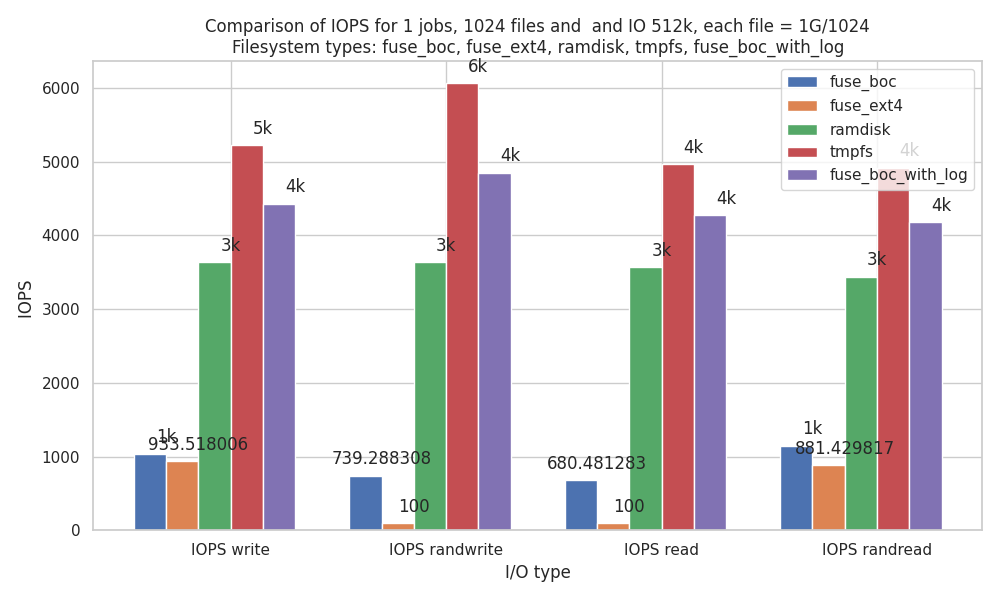 Comparison of IOPS for 1 jobs, 1024 files and  and IO 512k, each file = 1G/1024
Filesystem types: fuse_boc, fuse_ext4, ramdisk, tmpfs, fuse_boc_with_log
fuse_boc
fuse_ext4
ramdisk
tmpfs
fuse_boc_with_log
IOPS
6000
5000
4000
3000
2000
1000
0
1k
933.518006
3k
5k
4k
739.288308
100
3k
6k
4k
680.481283
100
3k
4k
4k
1k
881.429817
3k
4k
4k
IOPS write
IOPS randwrite
IOPS read
IOPS randread
I/O type